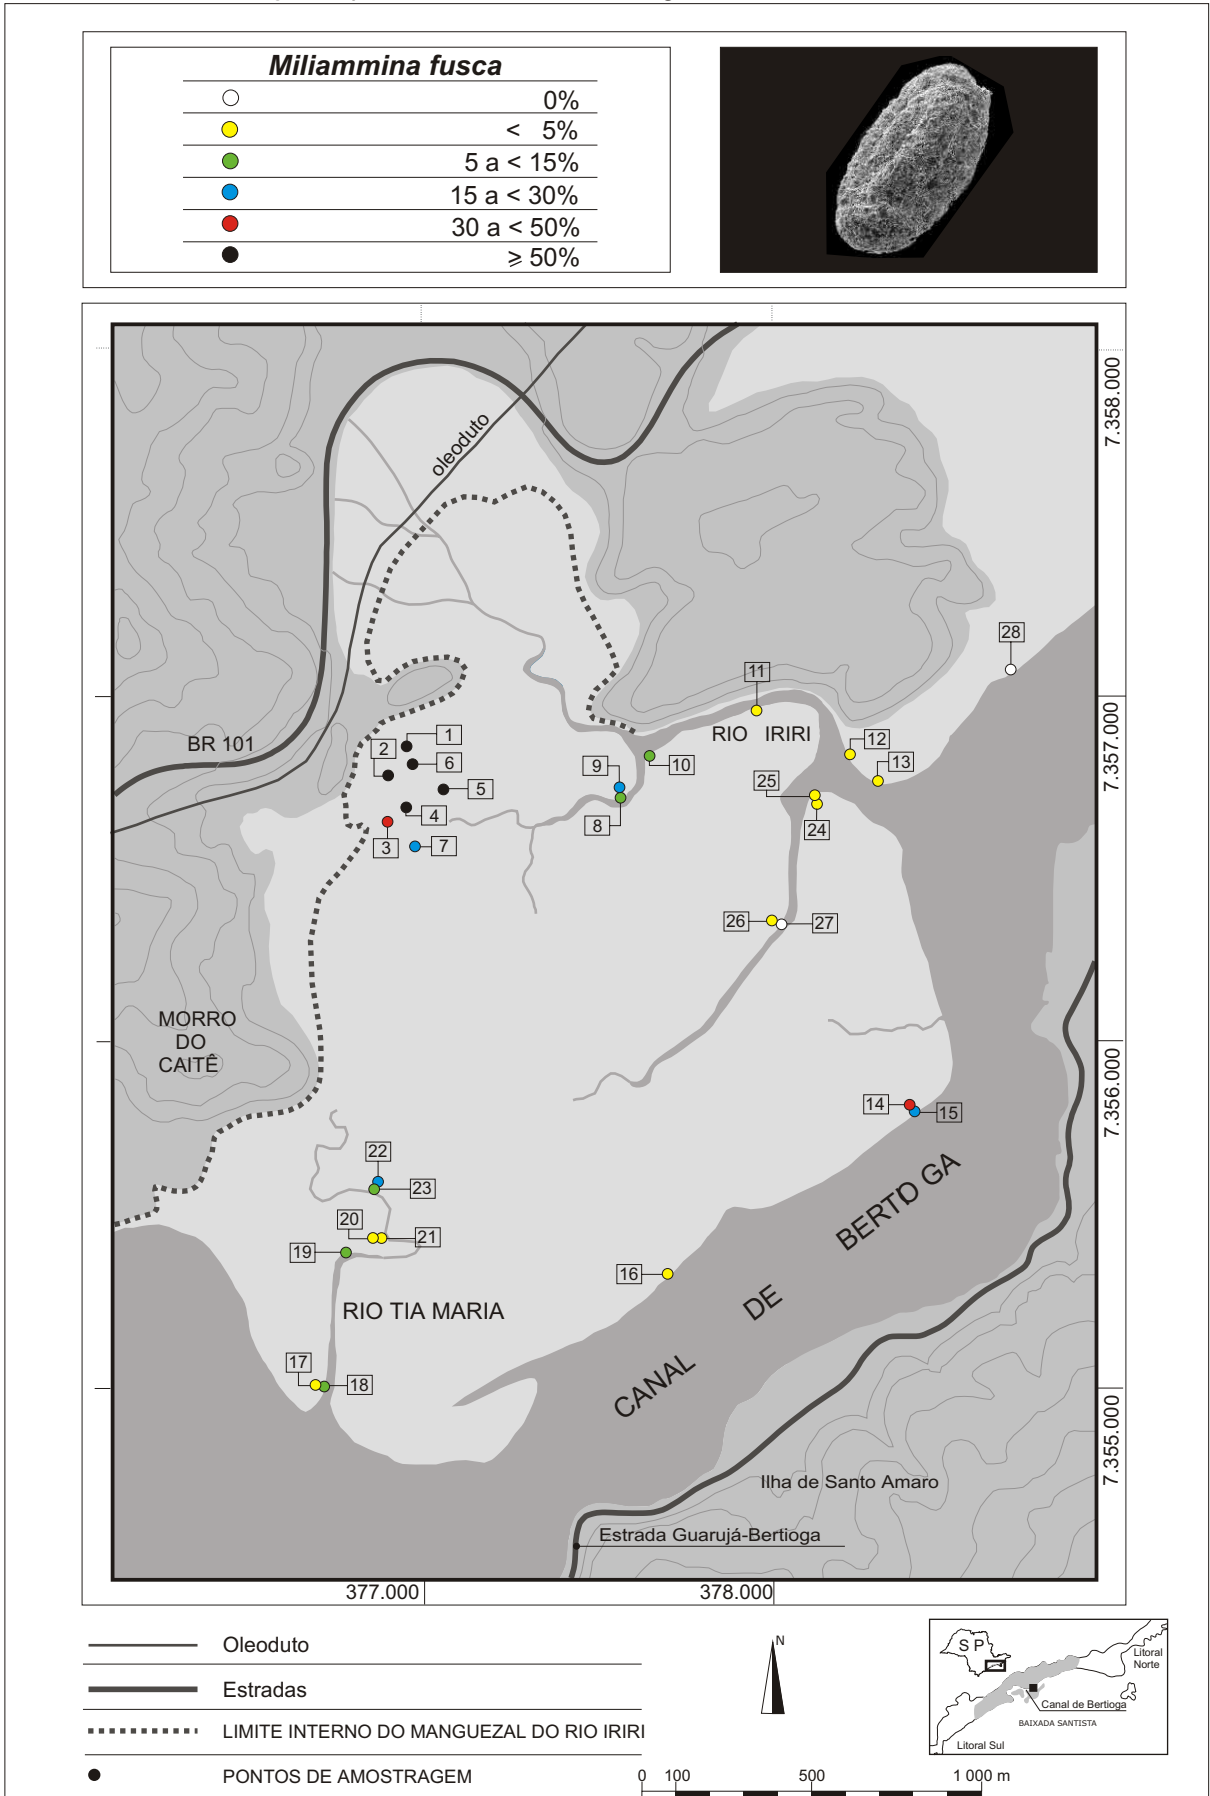 Miliammina fusca
0%
< 5%
5 a < 15%
15 a < 30%
30 a < 50%
⩾ 50%
7.358.000
oleoduto
28
11
7.357.000
RIO IRIRI
BR 101
1
2
12
6
9
10
13
25
5
4
8
24
3
7
26
27
MORRO
DO
CAITÊ
7.356.000
14
15
22
23
BERTIOGA
20
21
19
16
DE
RIO TIA MARIA
17
18
CANAL
7.355.000
Ilha de Santo Amaro
Estrada Guarujá-Bertioga
377.000
378.000
Oleoduto
Estradas
LIMITE INTERNO DO MANGUEZAL DO RIO IRIRI
PONTOS DE AMOSTRAGEM
N
0 100 500 1 000 m
S P
Litoral
Norte
Canal de Bertioga
BAIXADA SANTISTA
Litoral Sul